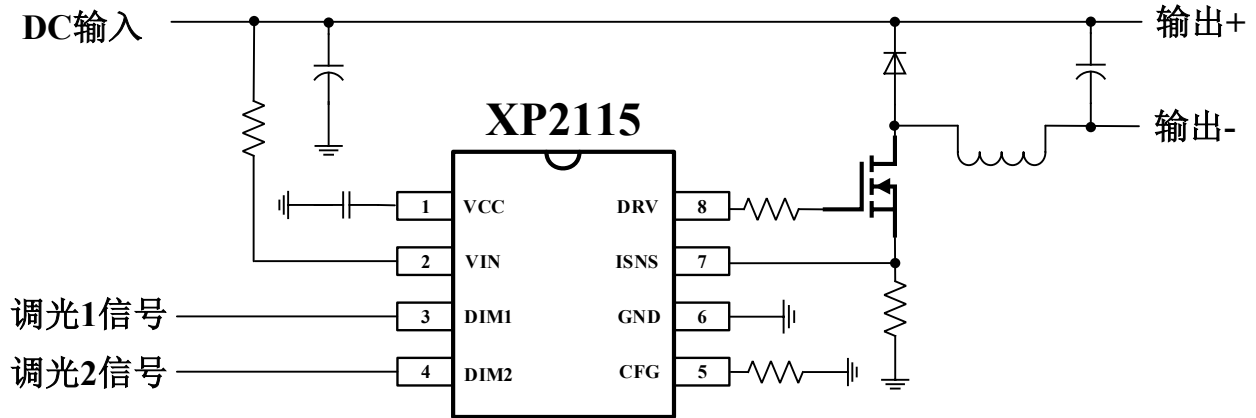 DC输入
输出+
XP2115
输出-
1 VCC
DRV 8
2 VIN
ISNS 7
调光1信号
3 DIM1
GND 6
调光2信号
4 DIM2
CFG 5